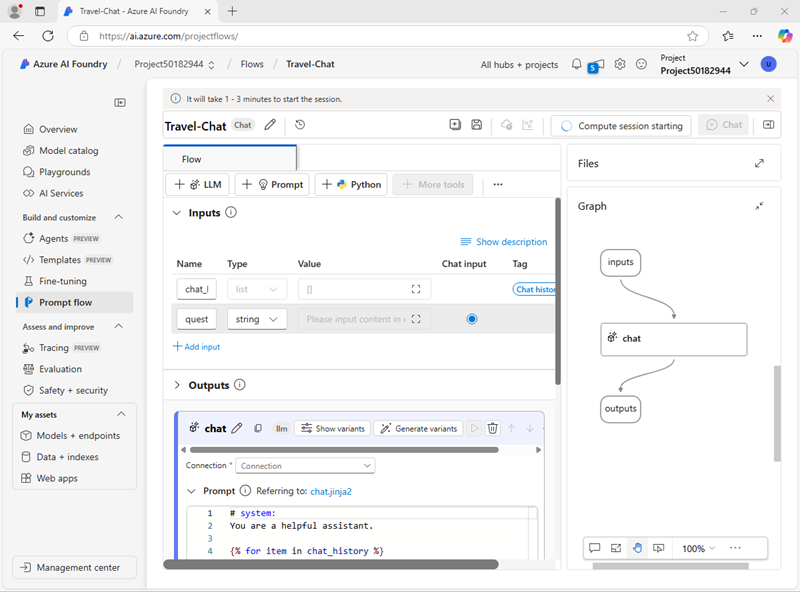 Travel-Chat - Azure AI Foundry
https://ai.azure.com/projectflows/
Azure AI Foundry / Project50182944 / Flows / Travel-Chat
All hubs + projects
5
Project
Project50182944
U
Overview
Model catalog
Playgrounds
AI Services
Build and customize
Agents PREVIEW
Templates PREVIEW
Fine-tuning
Prompt flow
Assess and improve
Tracing PREVIEW
Evaluation
Safety + security
My assets
Models + endpoints
Data + indexes
Web apps
Management center
It will take 1 - 3 minutes to start the session.
Travel-Chat Chat
Compute session starting
Chat
Flow
+ LLM
+ Prompt
+ Python
+ More tools
Inputs
Show description
Name Type Value Chat input Tag
chat_l list [] Chat histo
quest string Please input content in
+ Add input
Outputs
chat llm Show variants Generate variants
Connection * Connection
Prompt Referring to: chat.jinja2
1 # system:
2 You are a helpful assistant.
3
4 {% for item in chat_history %}
Files
Graph
inputs
chat
outputs
100%